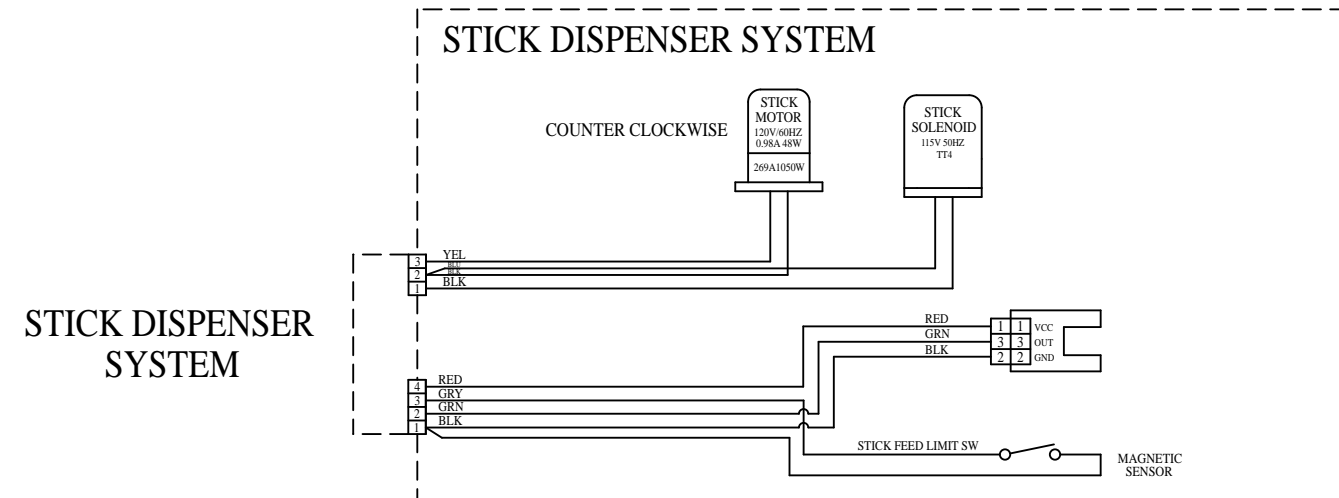 STICK DISPENSER SYSTEM
STICK
MOTOR
120V/60HZ
0.98A 48W
269A1050W
COUNTER CLOCKWISE
STICK
SOLENOID
115V 50HZ
TT4
3 YEL
BLU
2 BLK
1 BLK
STICK DISPENSER
SYSTEM
RED 1 1 VCC
GRN 3 3 OUT
BLK 2 2 GND
4 RED
3 GRY
2 GRN
1 BLK
STICK FEED LIMIT SW
MAGNETIC
SENSOR